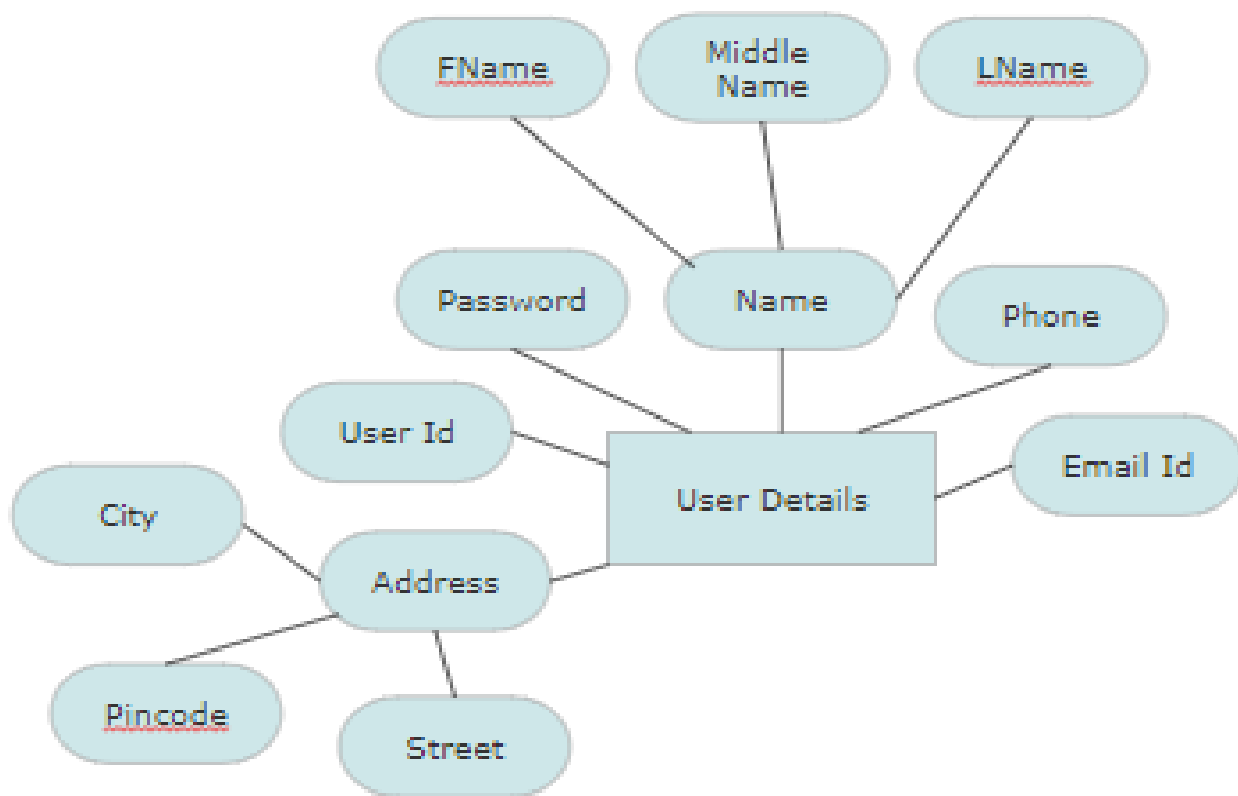 FName
Middle
Name
LName
Password
Name
Phone
User Id
User Details
Email Id
City
Address
Pincode
Street